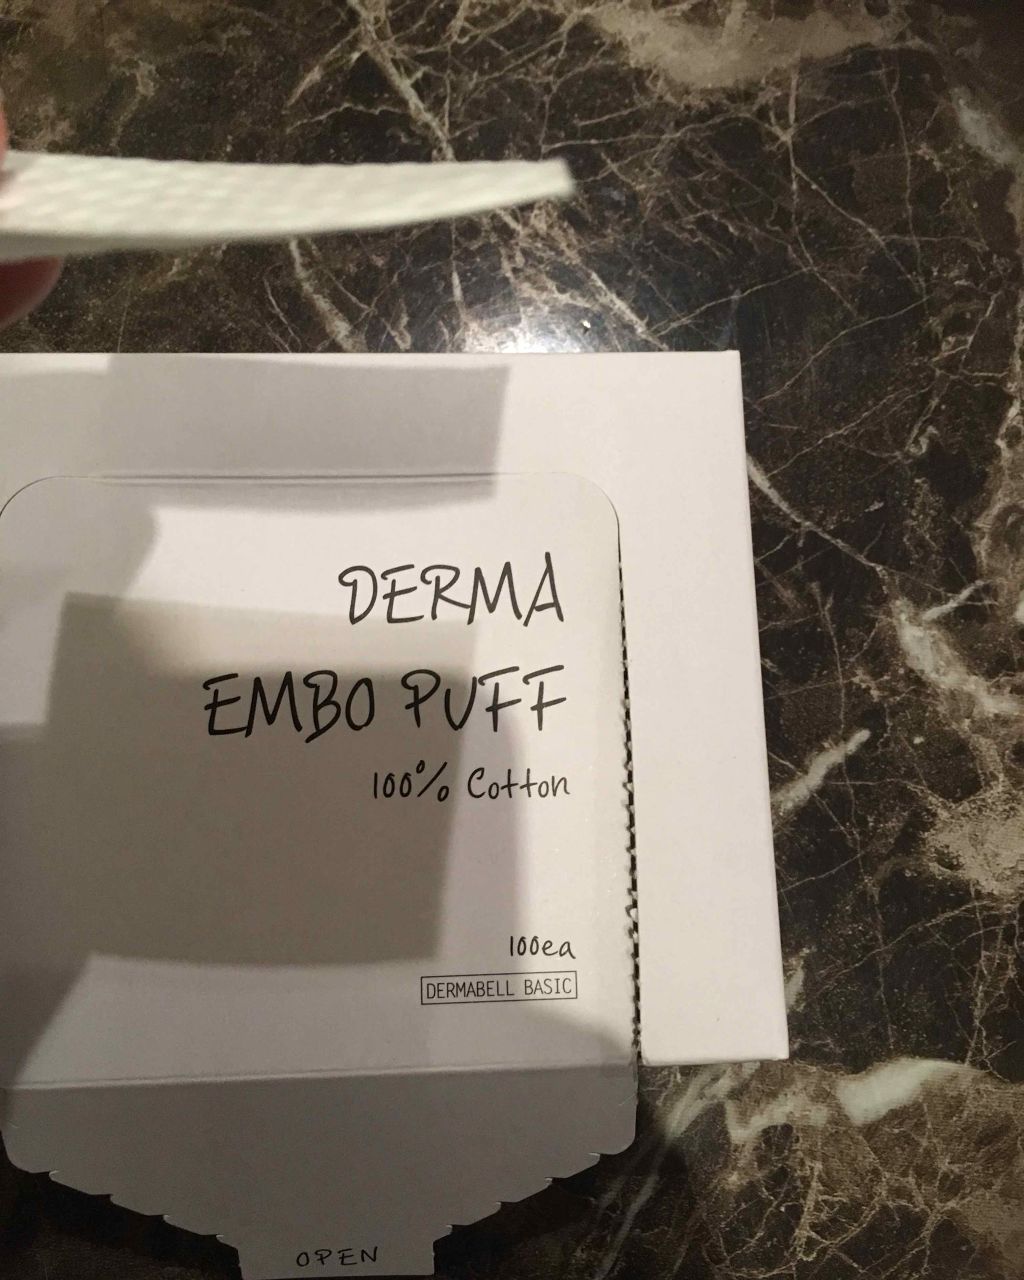 DERMA
EMBO PUFF
100% Cotton
100ea
DERMABELL BASIC
OPEN